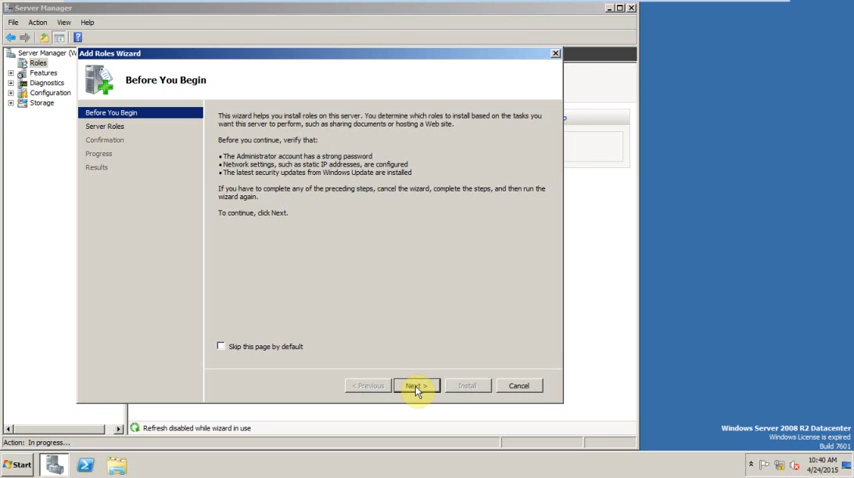 Server Manager
File Action View Help
Server Manager (W
Roles
Features
Diagnostics
Configuration
Storage
Add Roles Wizard
Before You Begin
Before You Begin
Server Roles
Confirmation
Progress
Results
This wizard helps you install roles on this server. You determine which roles to install based on the tasks you
want this server to perform, such as sharing documents or hosting a Web site.
Before you continue, verify that:
• The Administrator account has a strong password
• Network settings, such as static IP addresses, are configured
• The latest security updates from Windows Update are installed
If you have to complete any of the preceding steps, cancel the wizard, complete the steps, and then run the
wizard again.
To continue, click Next.
Skip this page by default
< Previous Next > Install Cancel
Refresh disabled while wizard in use
Action: In progress...
Windows Server 2008 R2 Datacenter
Windows License is expired
Build 7601
Start
10:40 AM
4/24/2015